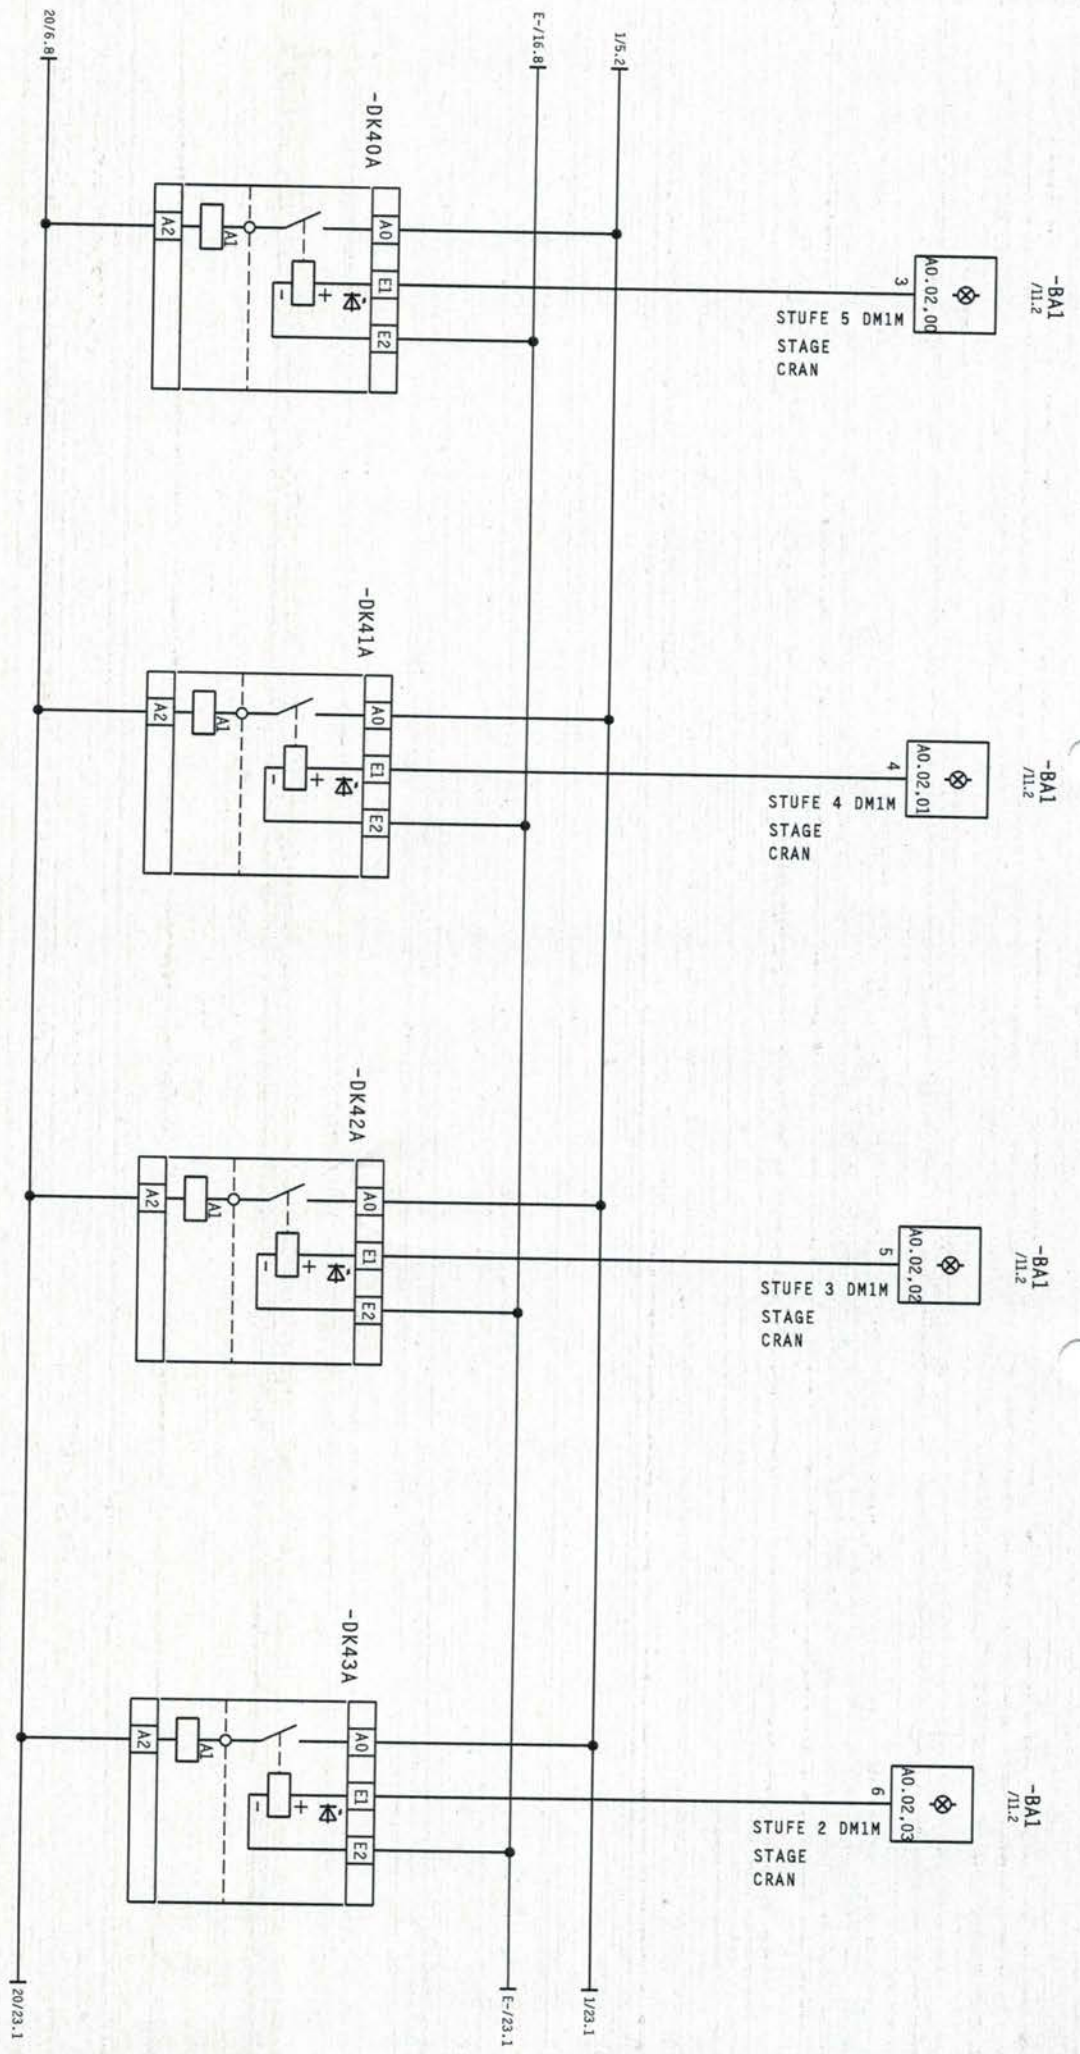 -BA1
/11.2
A0.02,00
3
STUFE 5 DM1M
STAGE
CRAN
-BA1
/11.2
A0.02,01
4
STUFE 4 DM1M
STAGE
CRAN
-BA1
/11.2
A0.02,02
5
STUFE 3 DM1M
STAGE
CRAN
-BA1
/11.2
A0.02,03
6
STUFE 2 DM1M
STAGE
CRAN
1/5.2
1/23.1
E-/16.8
E-/23.1
-DK40A
A0
E1
E2
+
-
A1
A2
-DK41A
A0
E1
E2
+
-
A1
A2
-DK42A
A0
E1
E2
+
-
A1
A2
-DK43A
A0
E1
E2
+
-
A1
A2
20/6.8
20/23.1